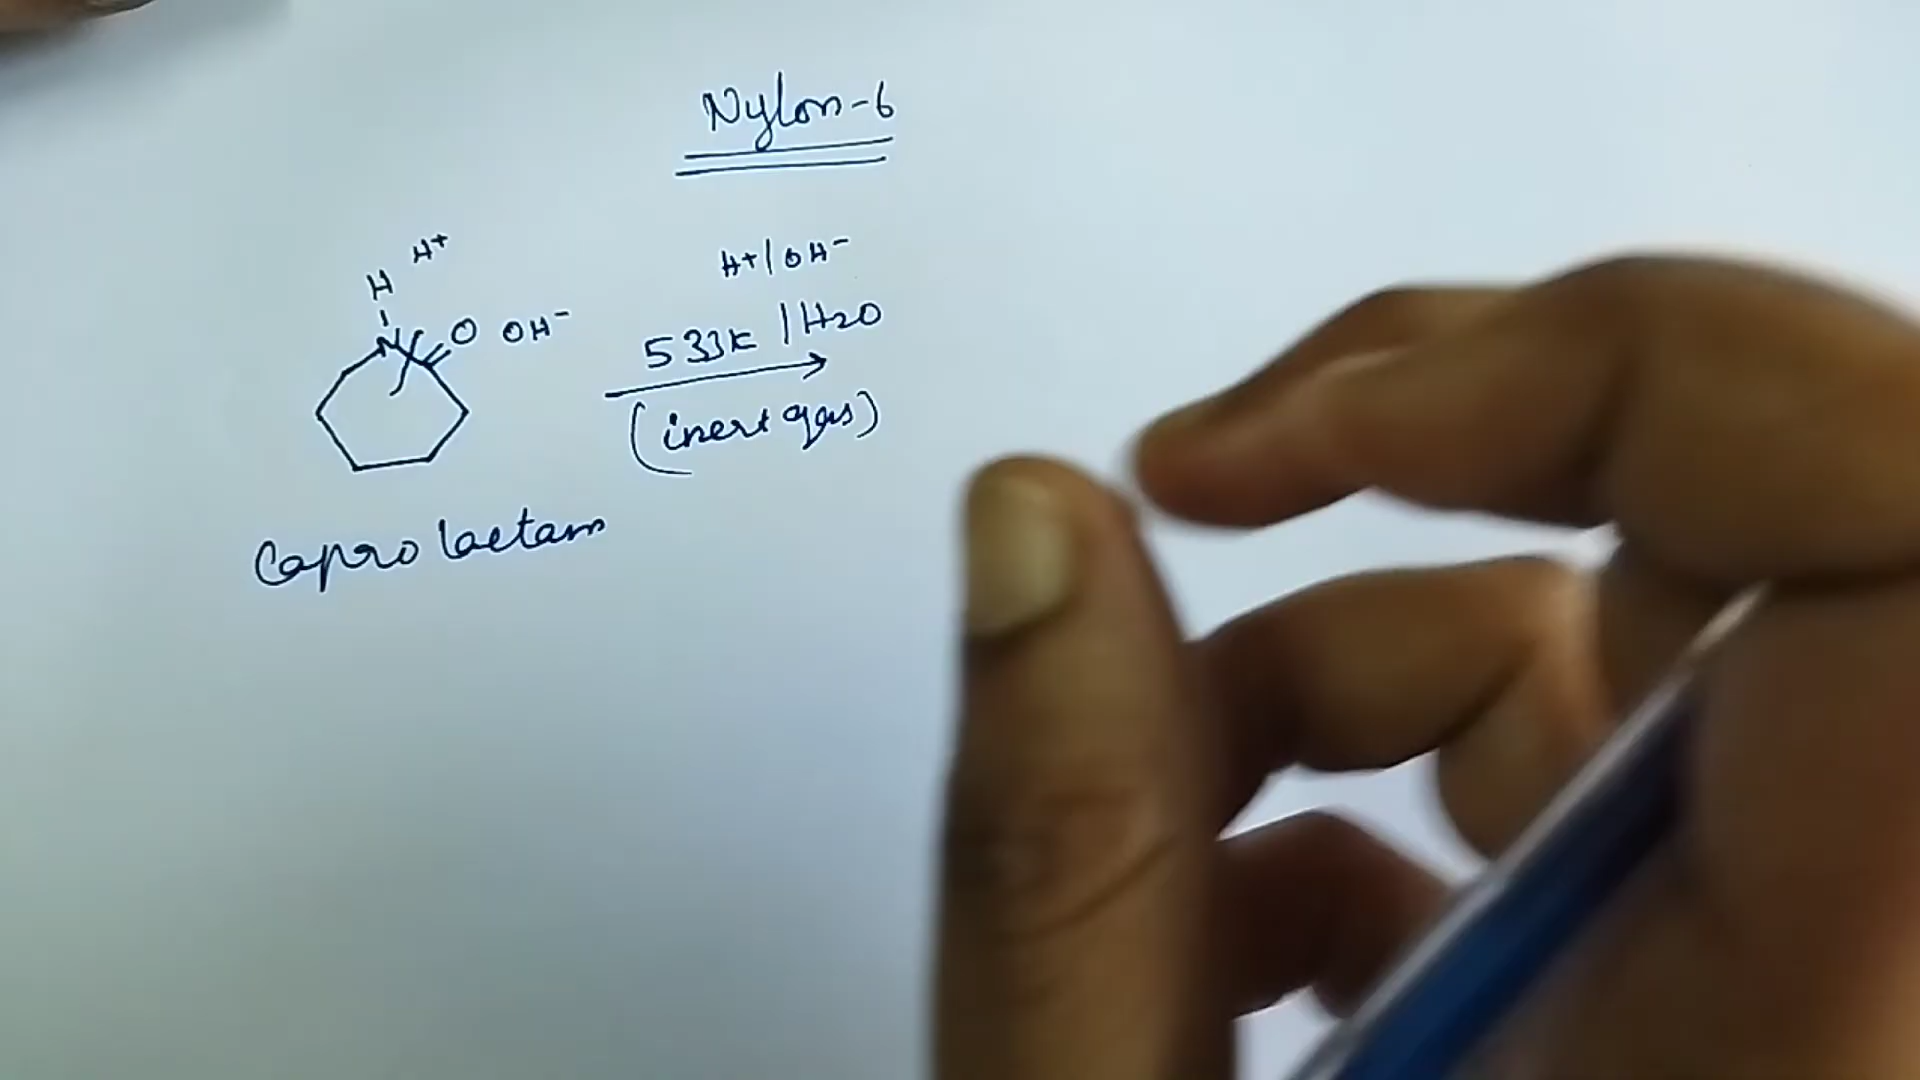 Nylon-6
H+
H
N
O OH-
H+/OH-
533K /H2O
(inert gas)
Caprolactam